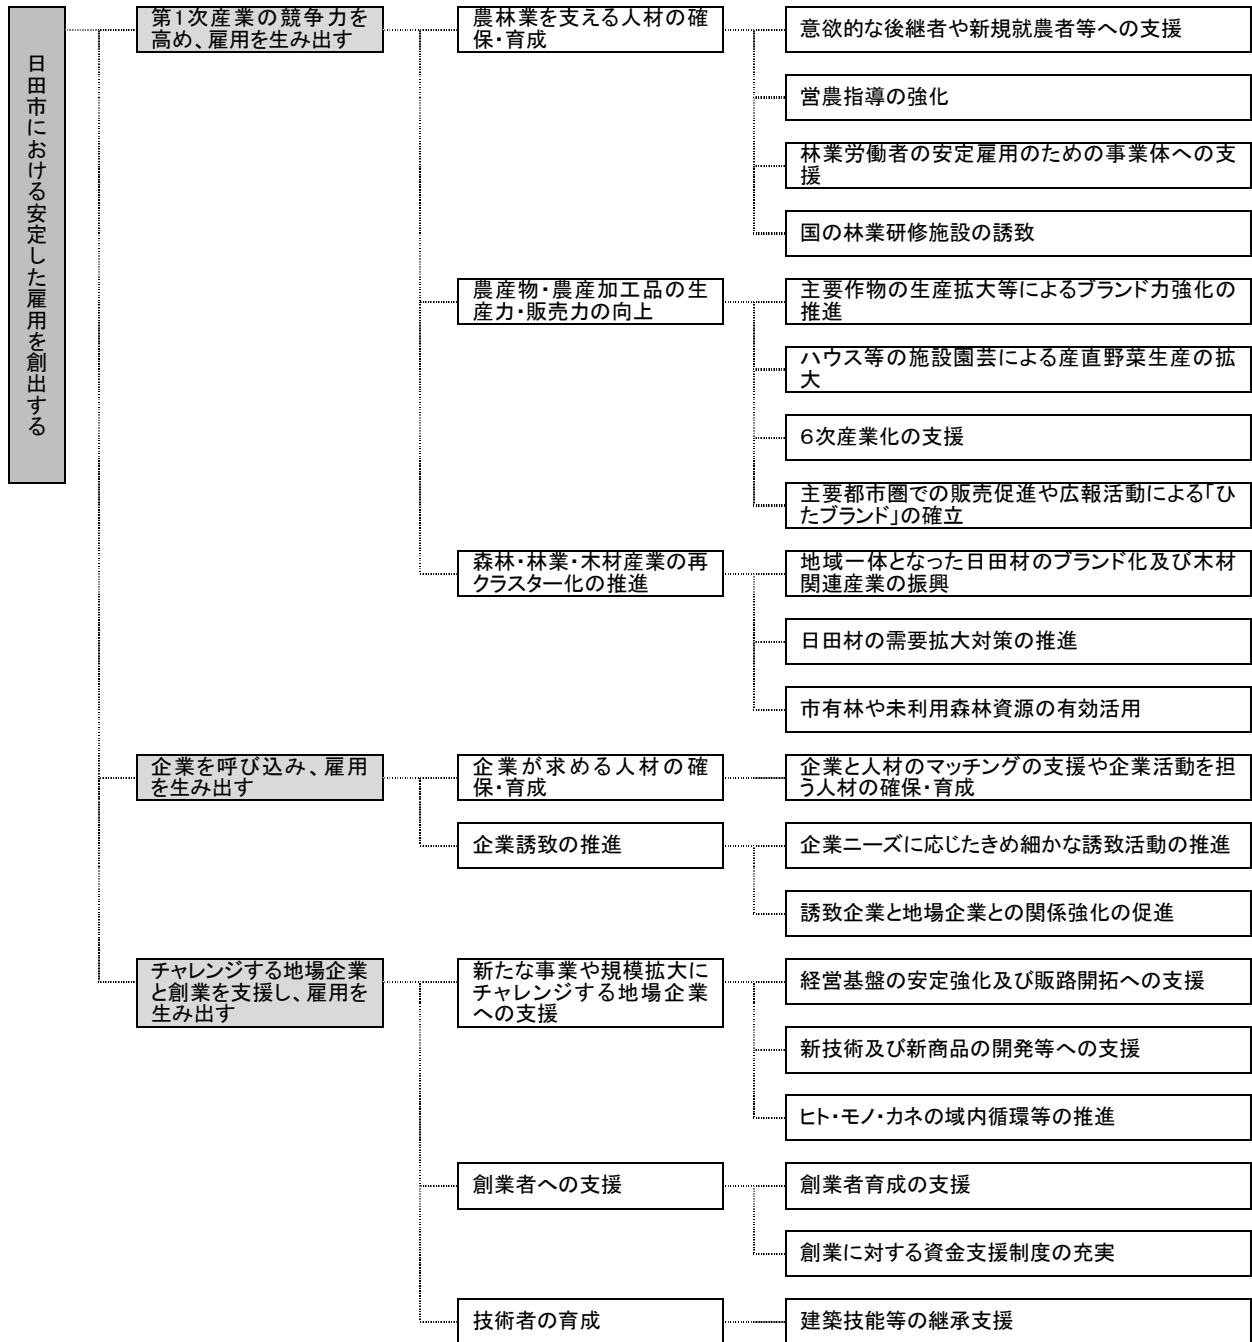 日田市における安定した雇用を創出する
第1次産業の競争力を
高め、雇用を生み出す
農林業を支える人材の確
保・育成
意欲的な後継者や新規就農者等への支援
営農指導の強化
林業労働者の安定雇用のための事業体への支
援
国の林業研修施設の誘致
農産物・農産加工品の生
産力・販売力の向上
主要作物の生産拡大等によるブランド力強化の
推進
ハウス等の施設園芸による産直野菜生産の拡
大
6次産業化の支援
主要都市圏での販売促進や広報活動による「ひ
たブランド」の確立
森林・林業・木材産業の再
クラスター化の推進
地域一体となった日田材のブランド化及び木材
関連産業の振興
日田材の需要拡大対策の推進
市有林や未利用森林資源の有効活用
企業を呼び込み、雇用
を生み出す
企業が求める人材の確
保・育成
企業と人材のマッチングの支援や企業活動を担
う人材の確保・育成
企業誘致の推進
企業ニーズに応じたきめ細かな誘致活動の推進
誘致企業と地場企業との関係強化の促進
チャレンジする地場企業
と創業を支援し、雇用を
生み出す
新たな事業や規模拡大に
チャレンジする地場企業
への支援
経営基盤の安定強化及び販路開拓への支援
新技術及び新商品の開発等への支援
ヒト・モノ・カネの域内循環等の推進
創業者への支援
創業者育成の支援
創業に対する資金支援制度の充実
技術者の育成
建築技能等の継承支援